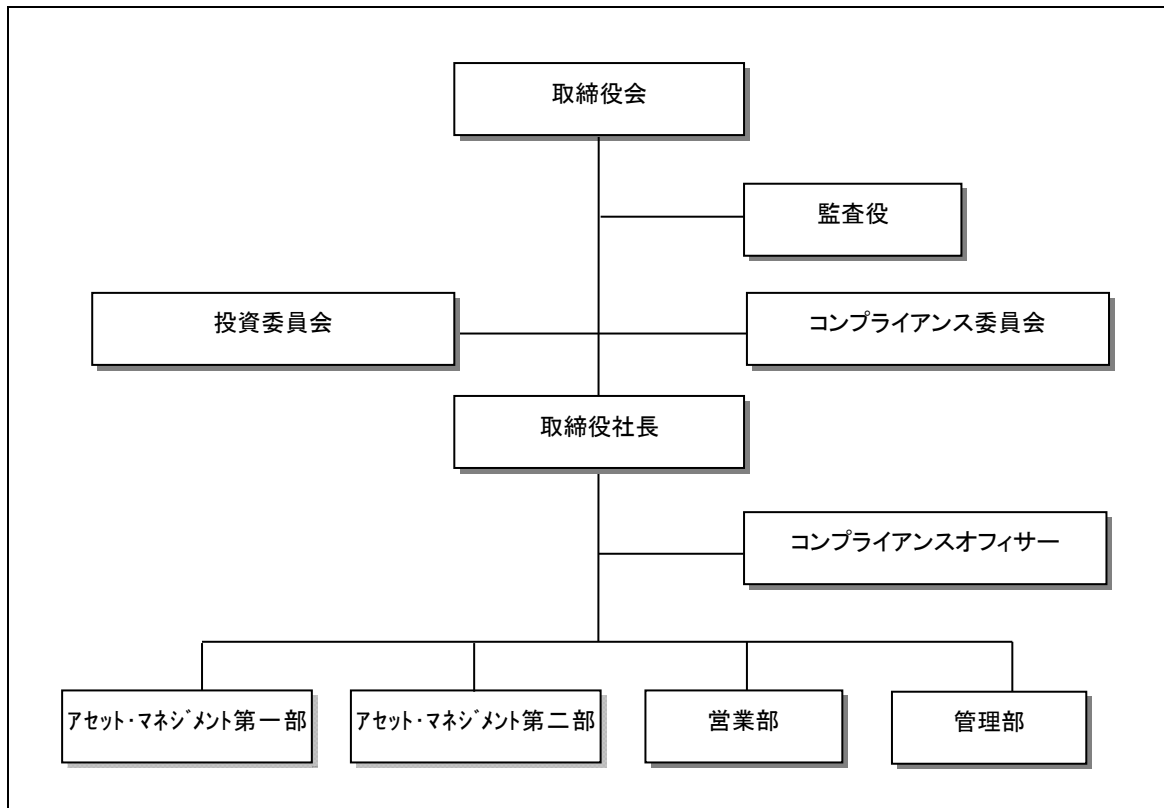 取締役会
監査役
投資委員会
コンプライアンス委員会
取締役社長
コンプライアンスオフィサー
アセット・マネジメント第一部
アセット・マネジメント第二部
営業部
管理部